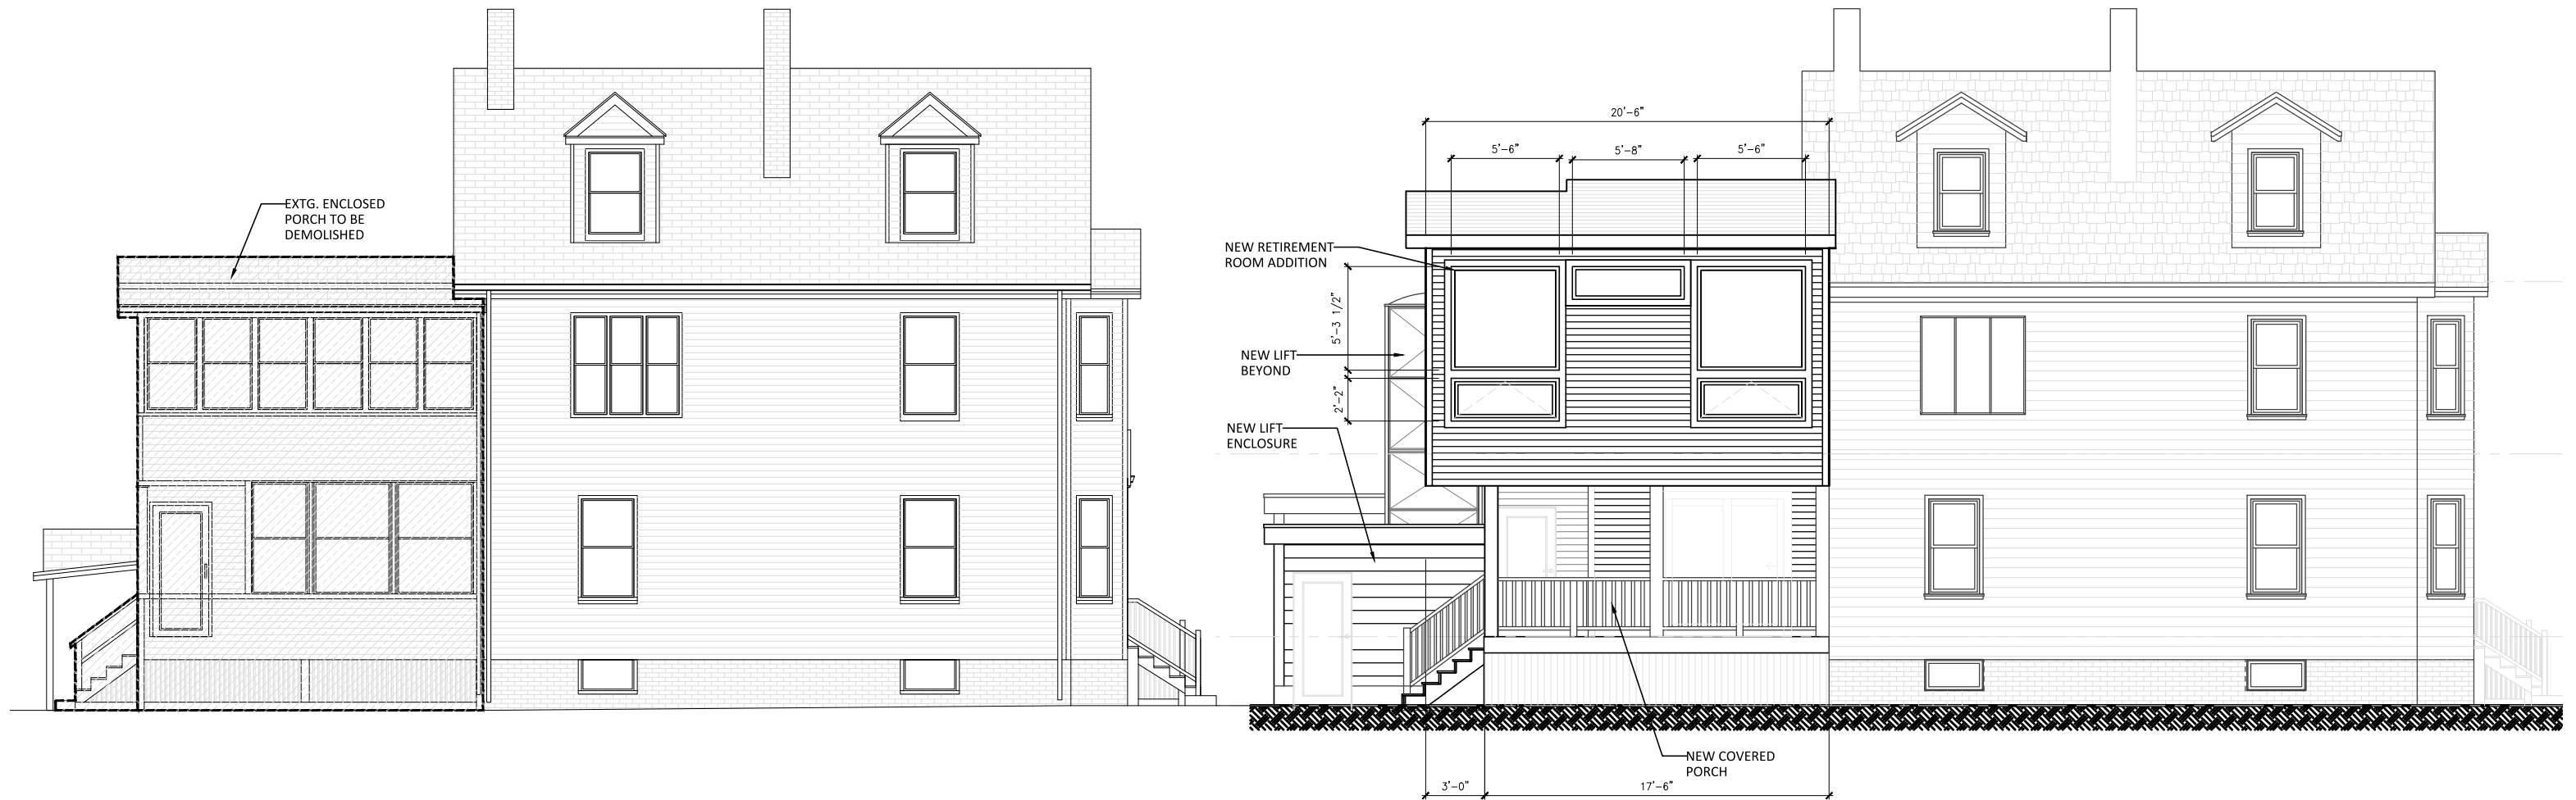 EXTG. ENCLOSED
PORCH TO BE
DEMOLISHED
20'-6"
5'-6"
5'-8"
5'-6"
NEW RETIREMENT
ROOM ADDITION
5'-3 1/2"
NEW LIFT
BEYOND
2'-2"
NEW LIFT
ENCLOSURE
NEW COVERED
PORCH
3'-0"
17'-6"